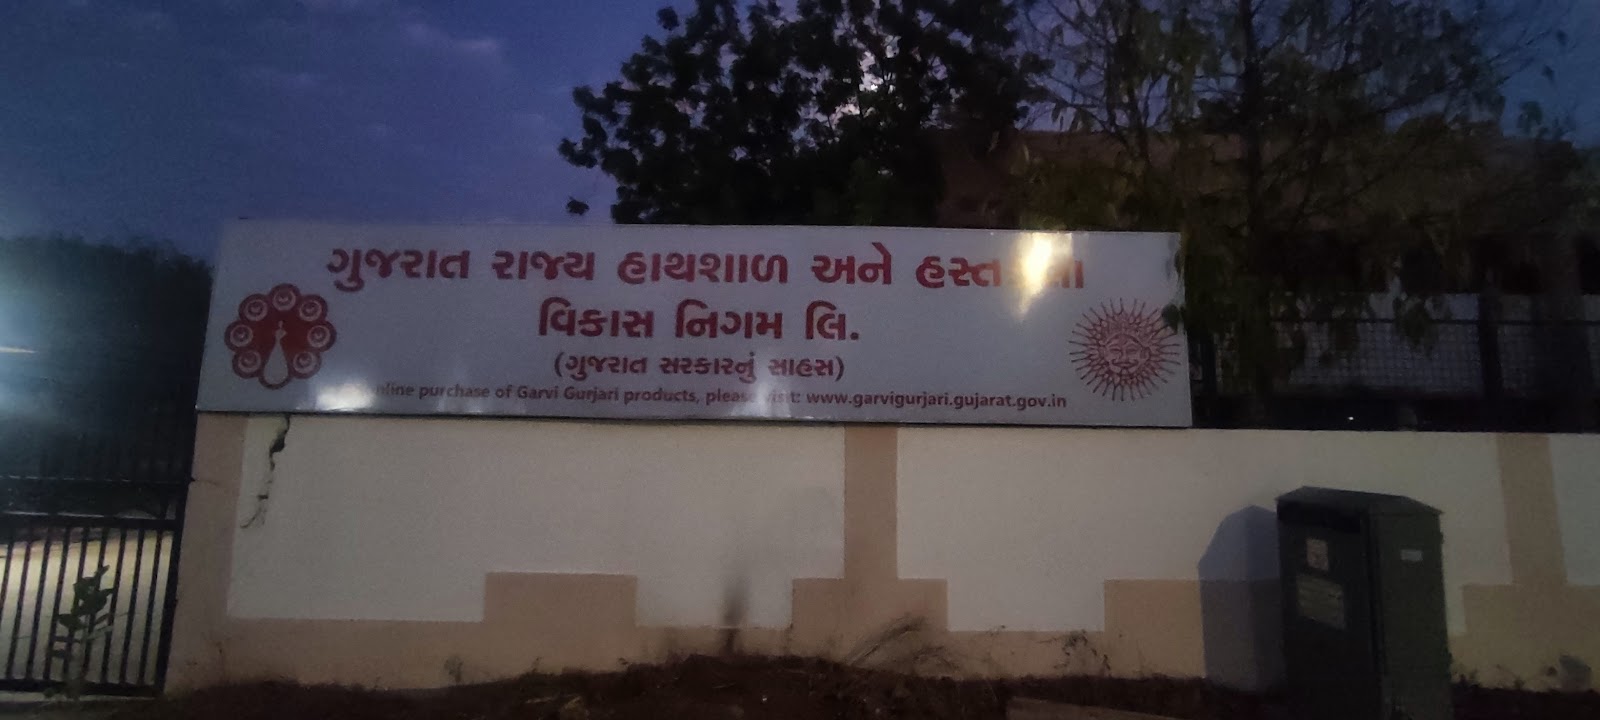 ગુજરાત રાજ્ય હાથશાળ અને
વિકાસ નિગમ લિ.
(ગુજરાત સરકારનું સાહસ)
purchase of Garvi Gurjari products, please visit: www.garvigurjari.gujarat.gov.in